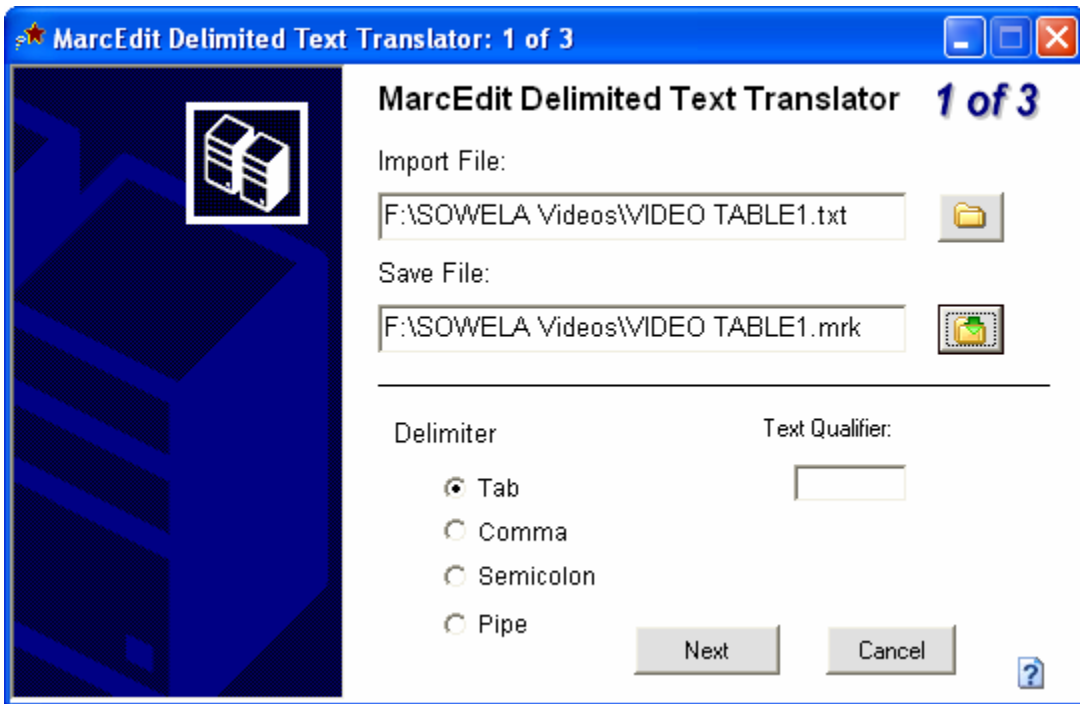 MarcEdit Delimited Text Translator: 1 of 3
MarcEdit Delimited Text Translator 1 of 3
Import File:
F:\SOWELA Videos\VIDEO TABLE1.txt
Save File:
F:\SOWELA Videos\VIDEO TABLE1.mrk
Delimiter
Text Qualifier:
Tab
Comma
Semicolon
Pipe
Next
Cancel
?